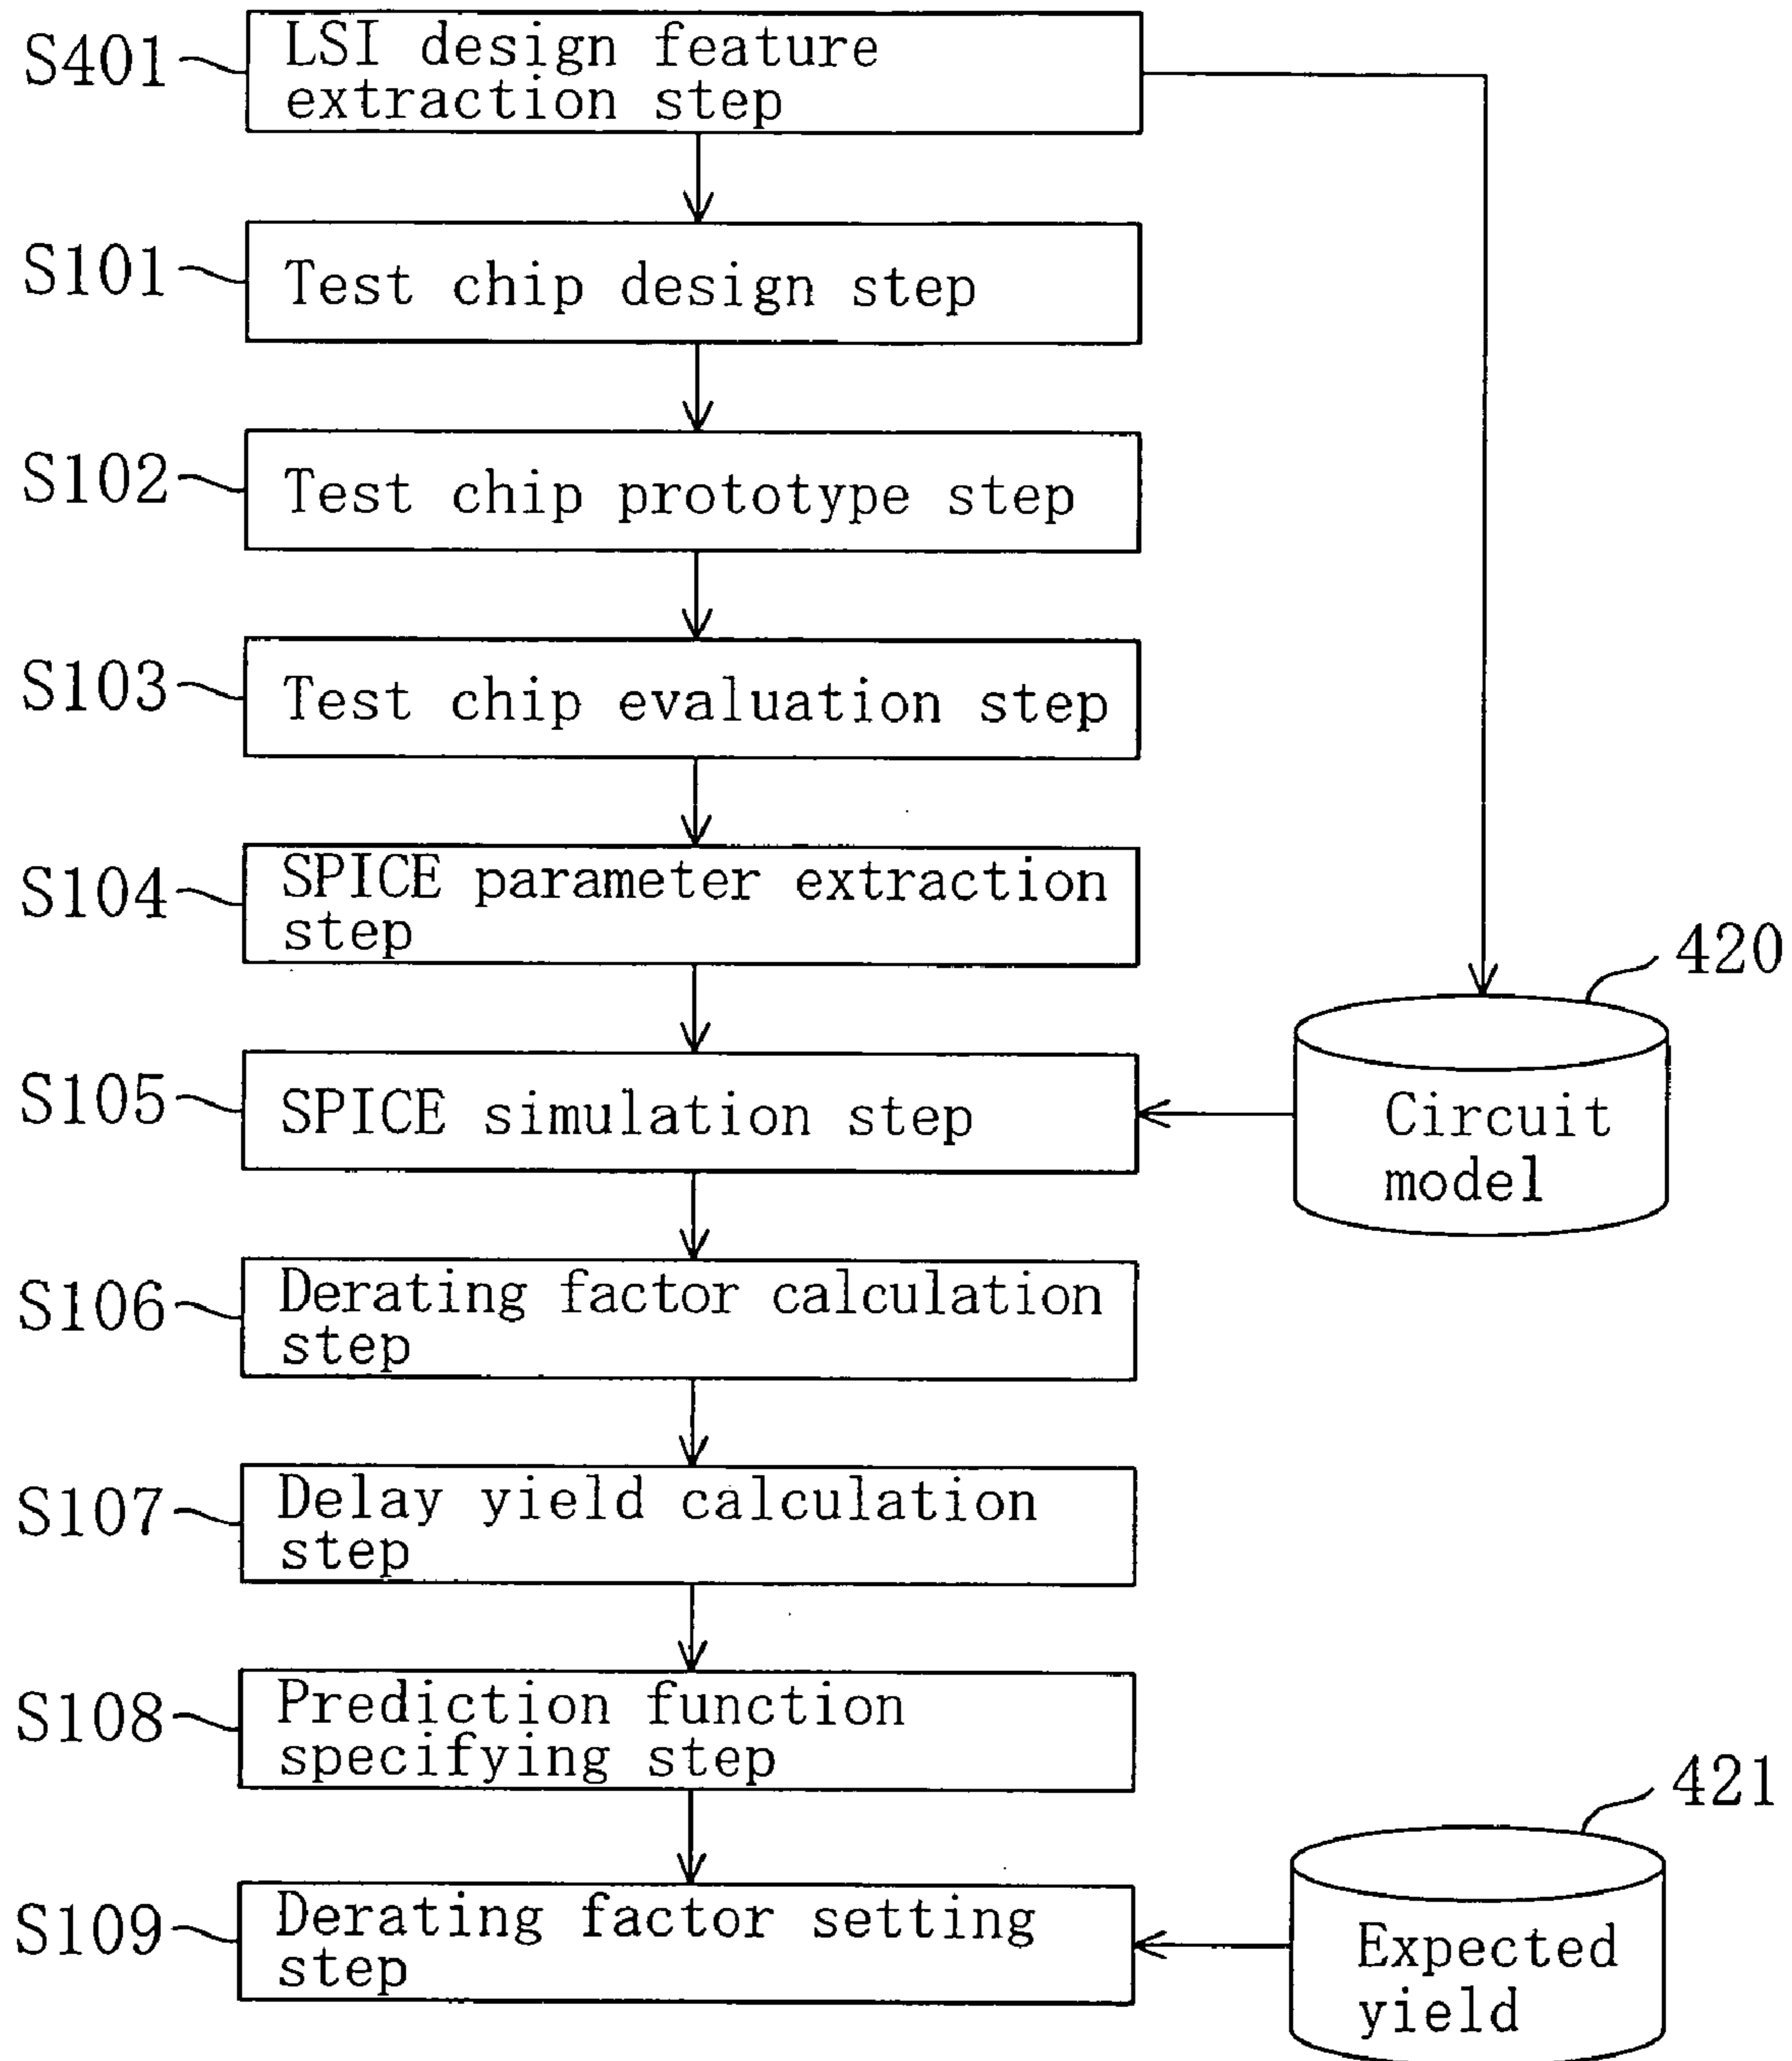 S401
LSI design feature
extraction step
S101
Test chip design step
S102
Test chip prototype step
S103
Test chip evaluation step
S104
SPICE parameter extraction
step
420
S105
SPICE simulation step
Circuit
model
S106
Derating factor calculation
step
S107
Delay yield calculation
step
S108
Prediction function
specifying step
421
S109
Derating factor setting
step
Expected
yield